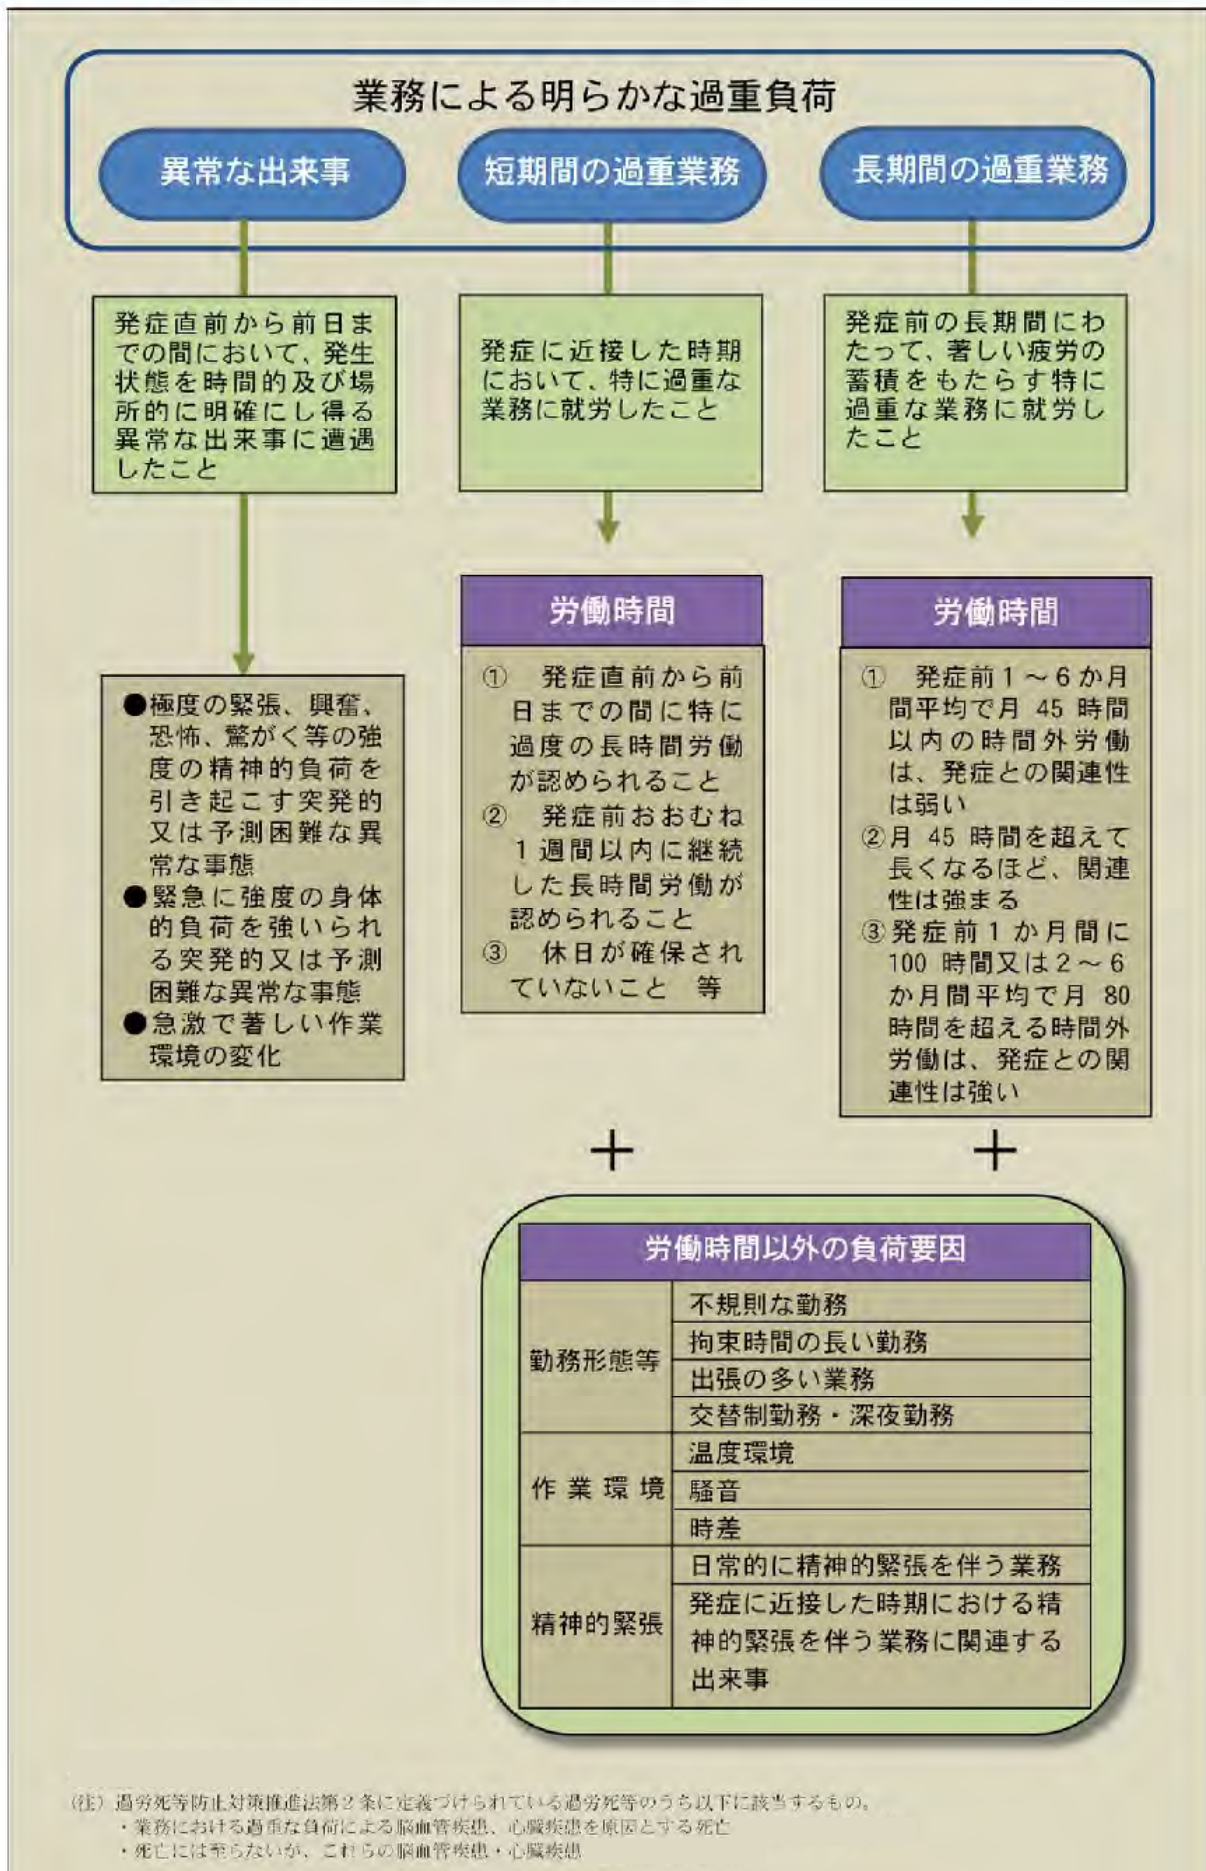 業務による明らかな過重負荷
異常な出来事
短期間の過重業務
長期間の過重業務
発症直前から前日ま
での間において、発生
状態を時間的及び場
所的に明確にし得る
異常な出来事に遭遇
したこと
発症に近接した時期
において、特に過重な
業務に就労したこと
発症前の長期間にわ
たって、著しい疲労の
蓄積をもたらす特に
過重な業務に就労し
たこと
●極度の緊張、興奮、
恐怖、驚がく等の強
度の精神的負荷を
引き起こす突発的
又は予測困難な異
常な事態
●緊急に強度の身体
的負荷を強いられ
る突発的又は予測
困難な異常な事態
●急激で著しい作業
環境の変化
労働時間
① 発症直前から前
日までの間に特に
過度の長時間労働
が認められること
② 発症前おおむね
1週間以内に継続
した長時間労働が
認められること
③ 休日が確保され
ていないこと 等
労働時間
① 発症前1~6か月
間平均で月 45 時間
以内の時間外労働
は、発症との関連性
は弱い
②月 45 時間を超えて
長くなるほど、関連
性は強まる
③発症前1か月間に
100 時間又は2~6
か月間平均で月 80
時間を超える時間外
労働は、発症との関
連性は強い
+
+
労働時間以外の負荷要因
勤務形態等
不規則な勤務
拘束時間の長い勤務
出張の多い業務
交替制勤務・深夜勤務
作業環境
温度環境
騒音
時差
精神的緊張
日常的に精神的緊張を伴う業務
発症に近接した時期における精
神的緊張を伴う業務に関連する
出来事
(注) 過労死等防止対策推進法第2条に定義づけられている過労死等のうち以下に該当するもの。
・業務における過重な負荷による脳血管疾患、心臓疾患を原因とする死亡
・死亡には至らないが、これらの脳血管疾患・心臓疾患